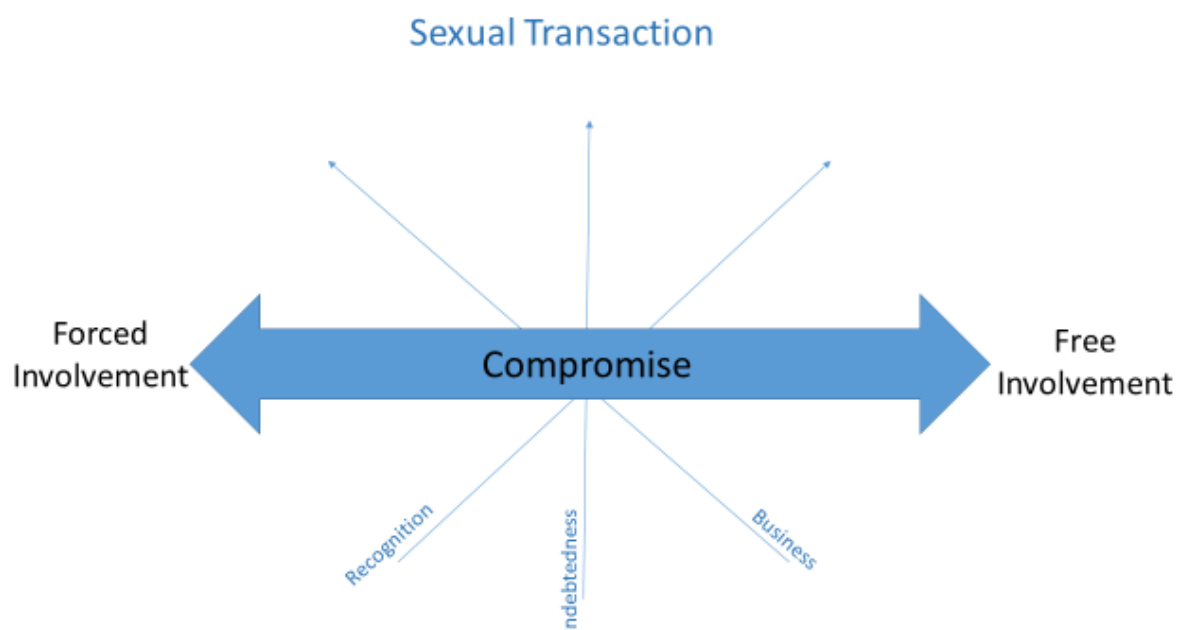 Sexual Transaction
Forced
Involvement
Compromise
Free
Involvement
Recognition
ndebtedness
Business